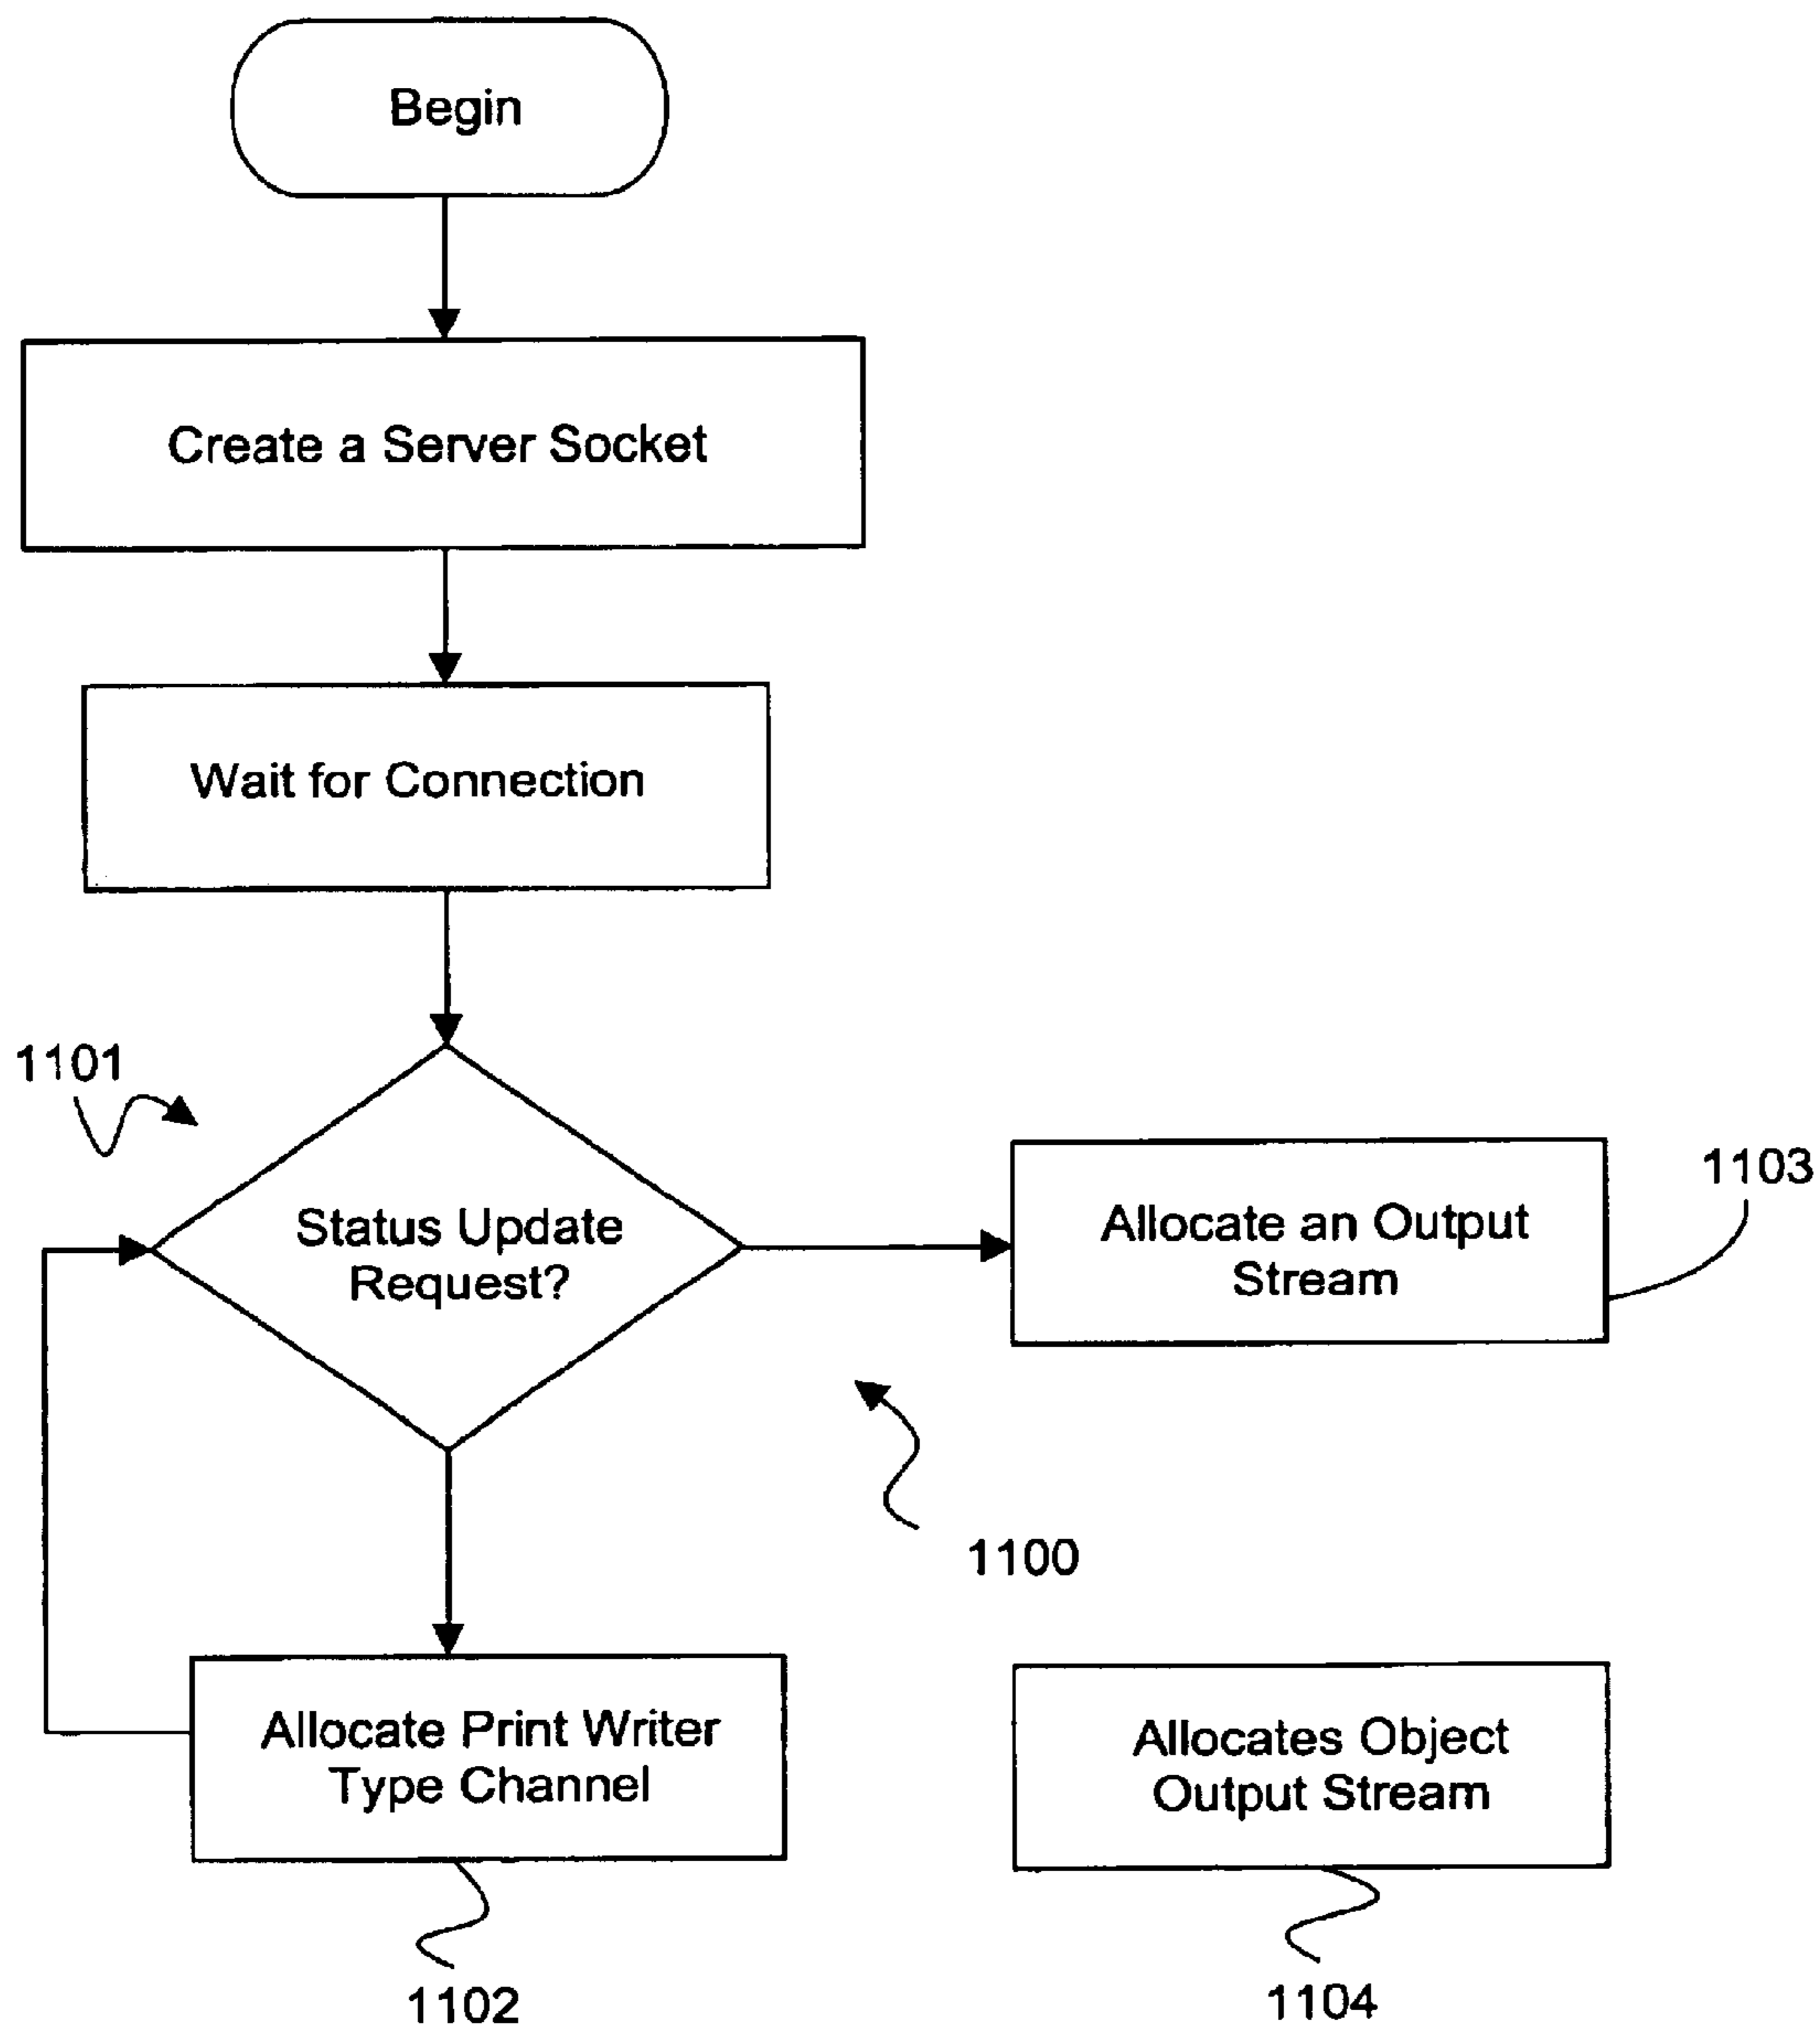 Begin
Create a Server Socket
Wait for Connection
1101
Status Update
Request?
Allocate an Output
Stream
1103
1100
Allocate Print Writer
Type Channel
Allocates Object
Output Stream
1102
1104